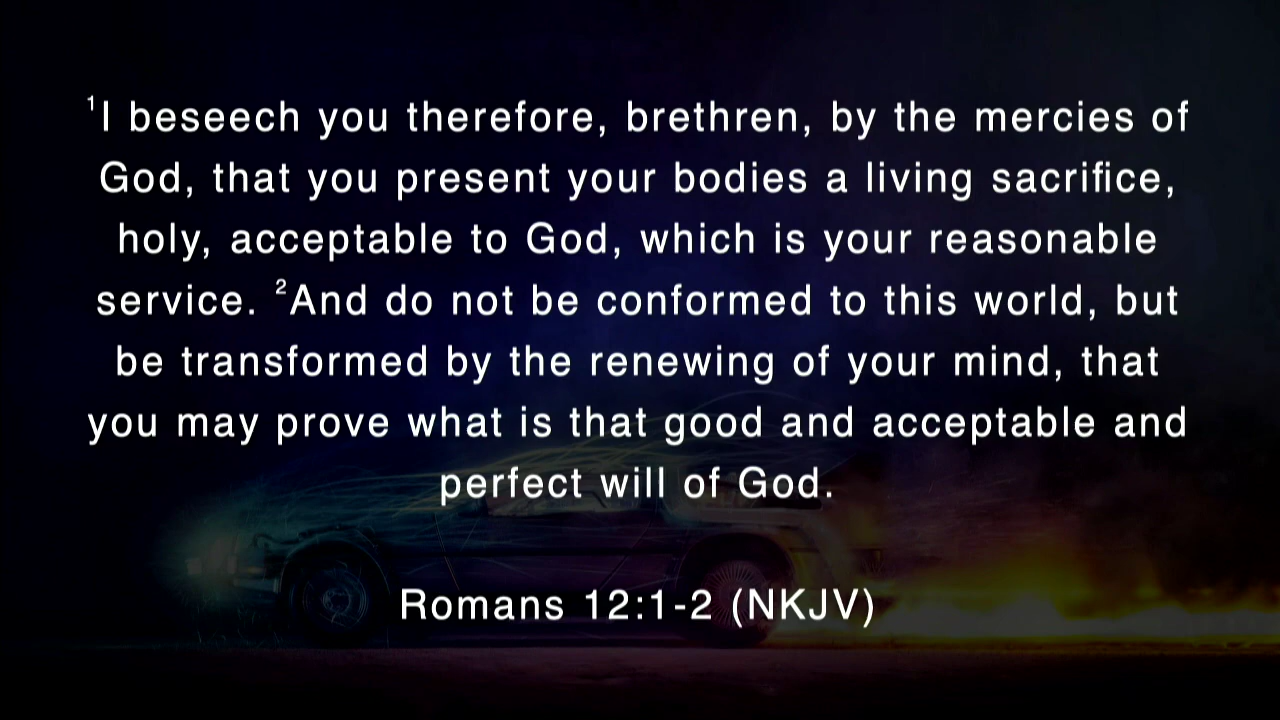 ¹I beseech you therefore, brethren, by the mercies of
God, that you present your bodies a living sacrifice,
holy, acceptable to God, which is your reasonable
service. ²And do not be conformed to this world, but
be transformed by the renewing of your mind, that
you may prove what is that good and acceptable and
perfect will of God.
Romans 12:1-2 (NKJV)